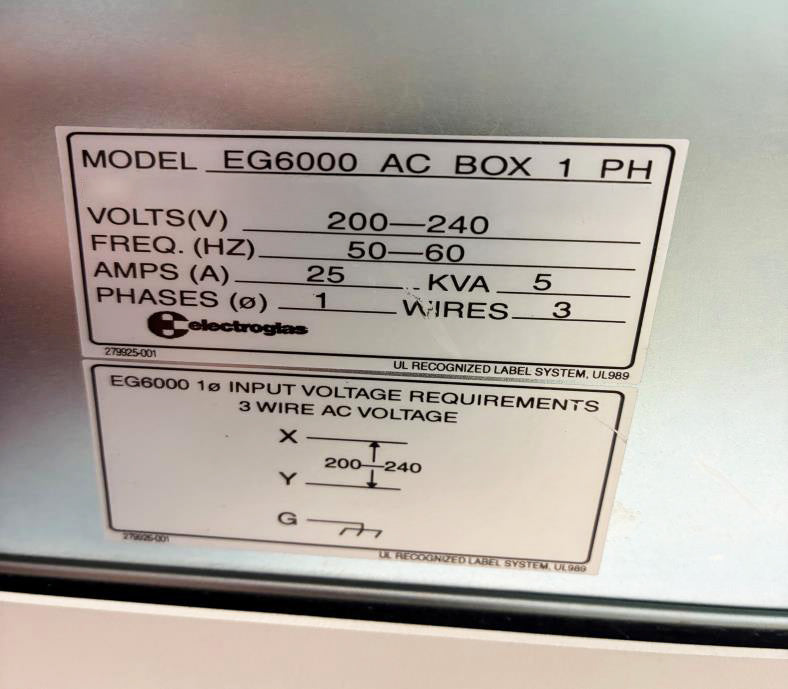 MODEL EG6000 AC BOX 1 PH
VOLTS(V) 200—240
FREQ. (HZ) 50—60
AMPS (A) 25 KVA 5
PHASES (ø) 1 WIRES 3
electroglas
279925-001
UL RECOGNIZED LABEL SYSTEM, UL989
EG6000 1ø INPUT VOLTAGE REQUIREMENTS
3 WIRE AC VOLTAGE
X
200—240
Y
G
279926-001
UL RECOGNIZED LABEL SYSTEM, UL989